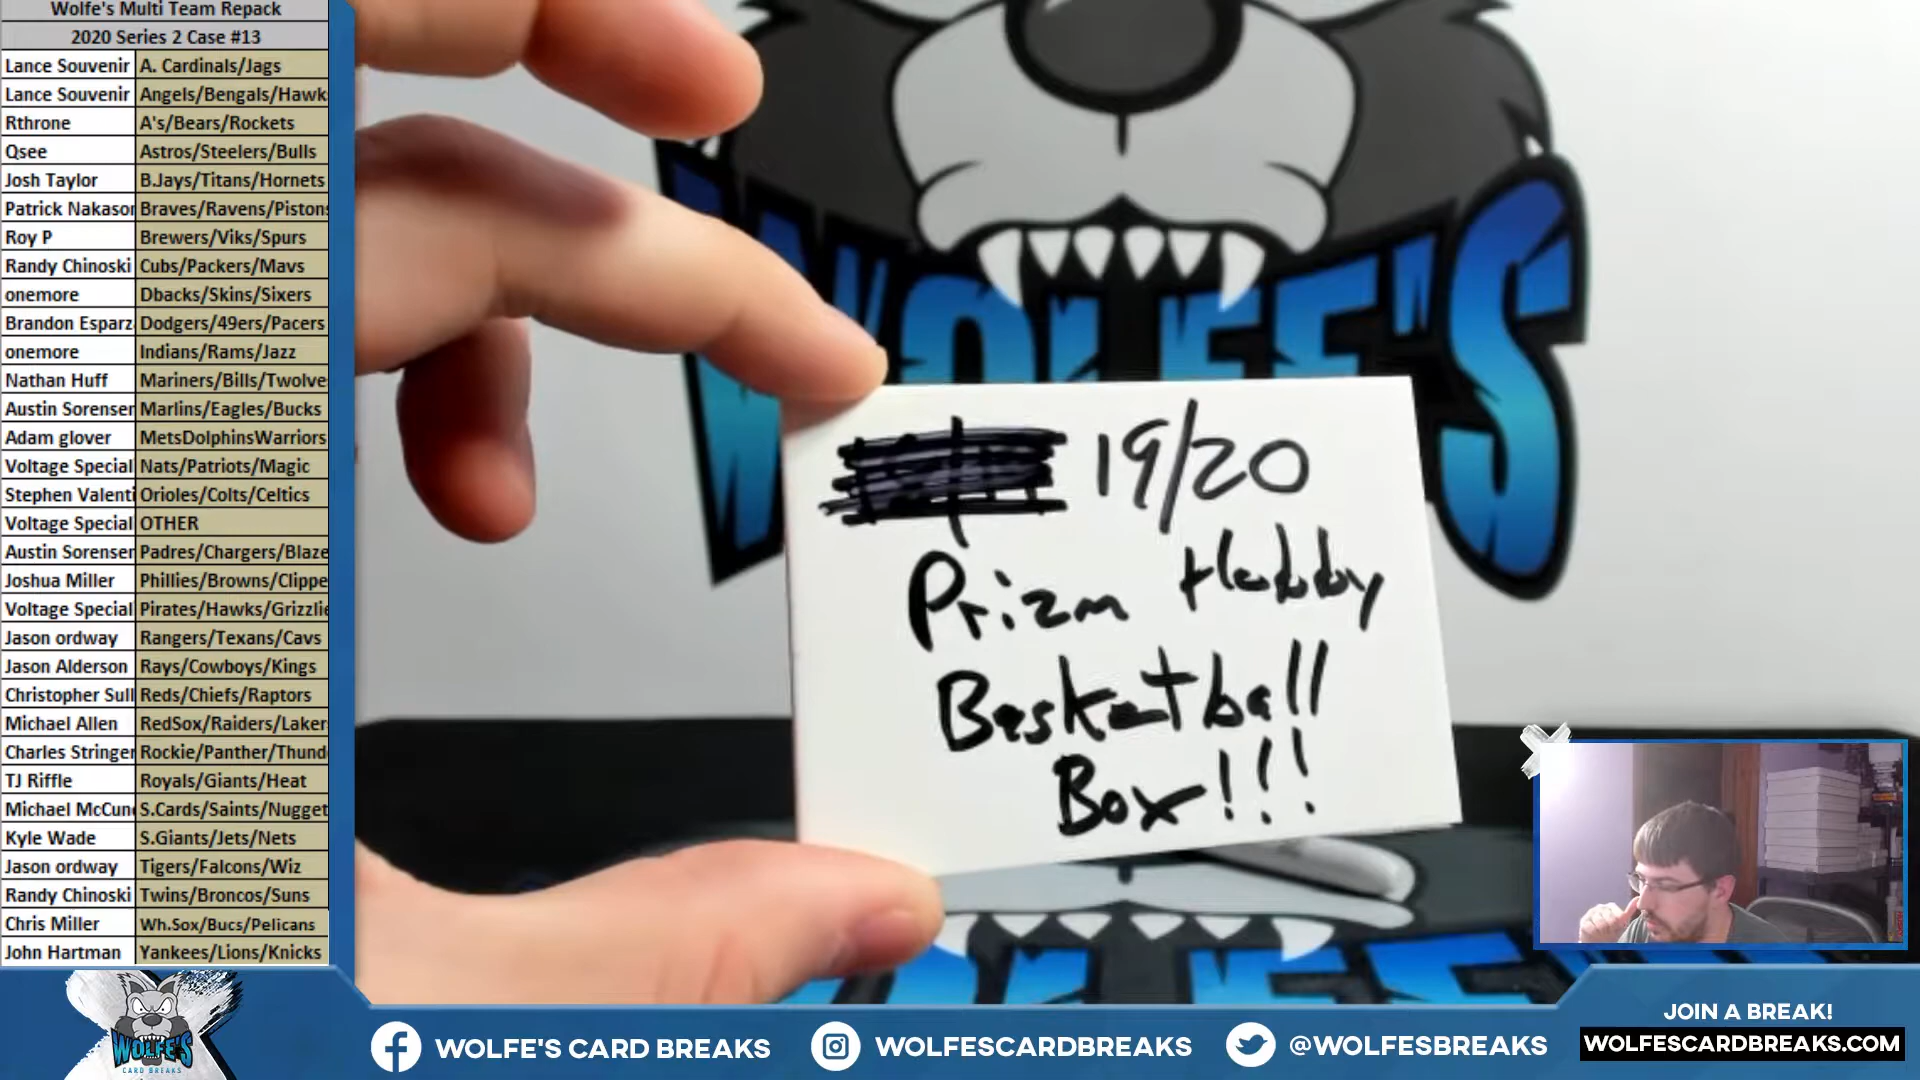 Wolfe's Multi Team Repack
2020 Series 2 Case #13
Lance Souvenir A. Cardinals/Jags
Lance Souvenir Angels/Bengals/Hawk
Rthrone A's/Bears/Rockets
Qsee Astros/Steelers/Bulls
Josh Taylor B.Jays/Titans/Hornets
Patrick Nakason Braves/Ravens/Pistons
Roy P Brewers/Viks/Spurs
Randy Chinoski Cubs/Packers/Mavs
onemore Dbacks/Skins/Sixers
Brandon Esparz Dodgers/49ers/Pacers
onemore Indians/Rams/Jazz
Nathan Huff Mariners/Bills/Twolve
Austin Sorensen Marlins/Eagles/Bucks
Adam glover MetsDolphinsWarriors
Voltage Special Nats/Patriots/Magic
Stephen Valenti Orioles/Colts/Celtics
Voltage Special OTHER
Austin Sorensen Padres/Chargers/Blaze
Joshua Miller Phillies/Browns/Clippe
Voltage Special Pirates/Hawks/Grizzlie
Jason ordway Rangers/Texans/Cavs
Jason Alderson Rays/Cowboys/Kings
Christopher Sull Reds/Chiefs/Raptors
Michael Allen RedSox/Raiders/Laker
Charles Stringer Rockie/Panther/Thund
TJ Riffle Royals/Giants/Heat
Michael McCun S.Cards/Saints/Nugget
Kyle Wade S.Giants/Jets/Nets
Jason ordway Tigers/Falcons/Wiz
Randy Chinoski Twins/Broncos/Suns
Chris Miller Wh.Sox/Bucs/Pelicans
John Hartman Yankees/Lions/Knicks
WOLFE'S
19/20
Prizm Hobby
Basketball
Box!!!
WOLFE'S
CARD BREAKS
WOLFE'S CARD BREAKS
WOLFESCARDBREAKS
@WOLFESBREAKS
JOIN A BREAK!
WOLFESCARDBREAKS.COM